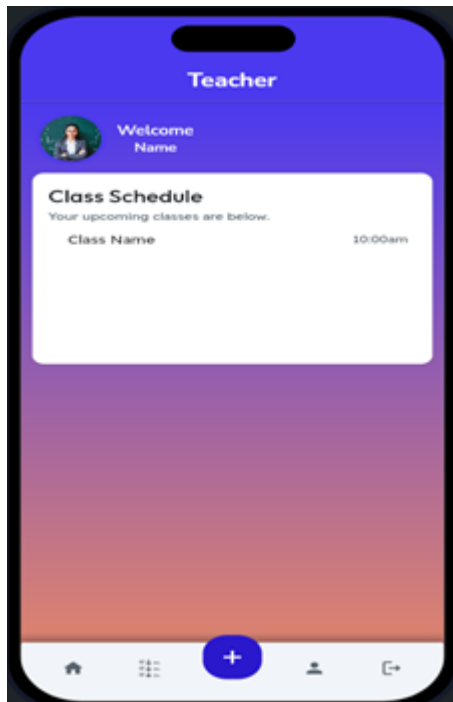 Teacher
Welcome
Name
Class Schedule
Your upcoming classes are below.
Class Name 10:00am